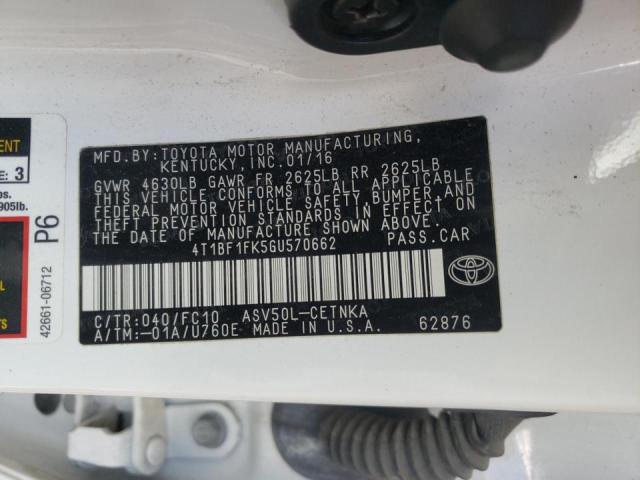 MFD.BY:TOYOTA MOTOR MANUFACTURING,
KENTUCKY, INC.01/16
GVWR 4630LB GAWR FR 2625LB RR 2625LB
THIS VEHICLE CONFORMS TO ALL APPLICABLE
FEDERAL MOTOR VEHICLE SAFETY, BUMPER, AND
THEFT PREVENTION STANDARDS IN EFFECT ON
THE DATE OF MANUFACTURE SHOWN ABOVE.
4T1BF1FK5GU570662 PASS.CAR
C/TR:040/FC10 ASV50L-CETNKA
A/TM:-01A/U760E MADE IN U.S.A. 62876
E: 3
bs.
905lb.
P6
42661-06712